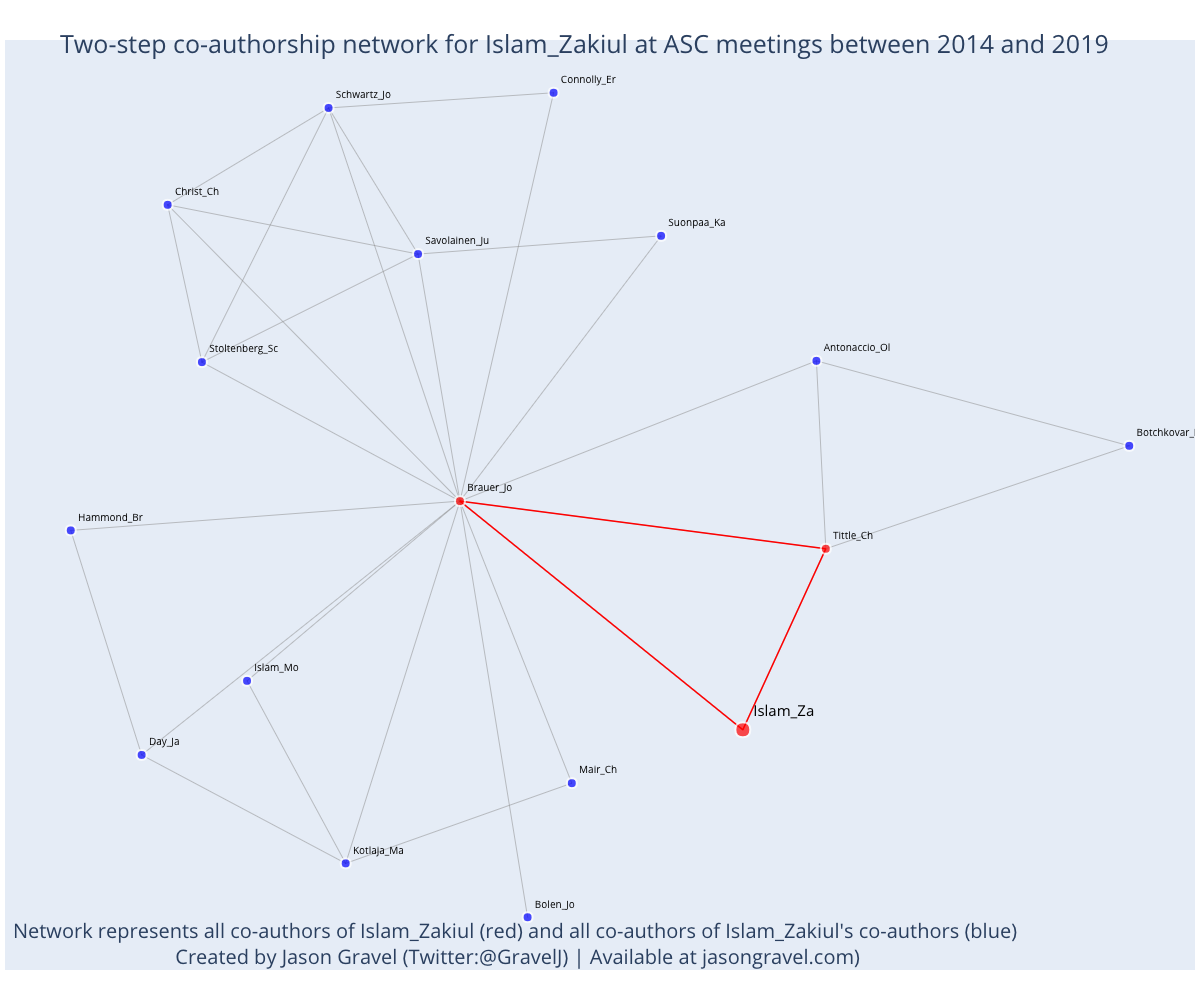 Two-step co-authorship network for Islam_Zakiul at ASC meetings between 2014 and 2019
Connolly_Er
Schwartz_Jo
Christ_Ch
Suonpaa_Ka
Savolainen_Ju
Stoltenberg_Sc
Antonaccio_Ol
Botchkovar_
Brauer_Jo
Hammond_Br
Tittle_Ch
Islam_Mo
Islam_Za
Day_Ja
Mair_Ch
Kotlaja_Ma
Bolen_Jo
Network represents all co-authors of Islam_Zakiul (red) and all co-authors of Islam_Zakiul's co-authors (blue)
Created by Jason Gravel (Twitter:@GravelJ) | Available at jasongravel.com)